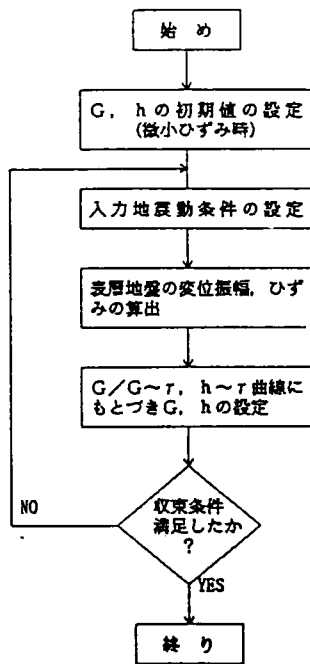 始 め
G, hの初期値の設定
(微小ひずみ時)
入力地震動条件の設定
表層地盤の変位振幅, ひず
みの算出
G/G~τ, h~τ曲線に
もとづきG, hの設定
収束条件
満足したか
?
NO
YES
終 り